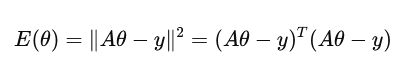 E(θ) = ‖Aθ − y‖² = (Aθ − y)ᵀ(Aθ − y)